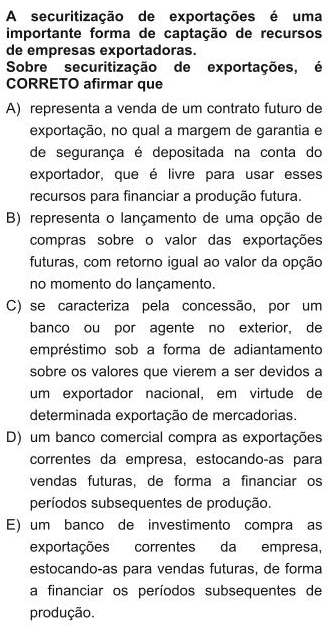 A securitização de exportações é uma
importante forma de captação de recursos
de empresas exportadoras.
Sobre securitização de exportações, é
CORRETO afirmar que
A) representa a venda de um contrato futuro de
exportação, no qual a margem de garantia e
de segurança é depositada na conta do
exportador, que é livre para usar esses
recursos para financiar a produção futura.
B) representa o lançamento de uma opção de
compras sobre o valor das exportações
futuras, com retorno igual ao valor da opção
no momento do lançamento.
C) se caracteriza pela concessão, por um
banco ou por agente no exterior, de
empréstimo sob a forma de adiantamento
sobre os valores que vierem a ser devidos a
um exportador nacional, em virtude de
determinada exportação de mercadorias.
D) um banco comercial compra as exportações
correntes da empresa, estocando-as para
vendas futuras, de forma a financiar os
períodos subsequentes de produção.
E) um banco de investimento compra as
exportações correntes da empresa,
estocando-as para vendas futuras, de forma
a financiar os períodos subsequentes de
produção.